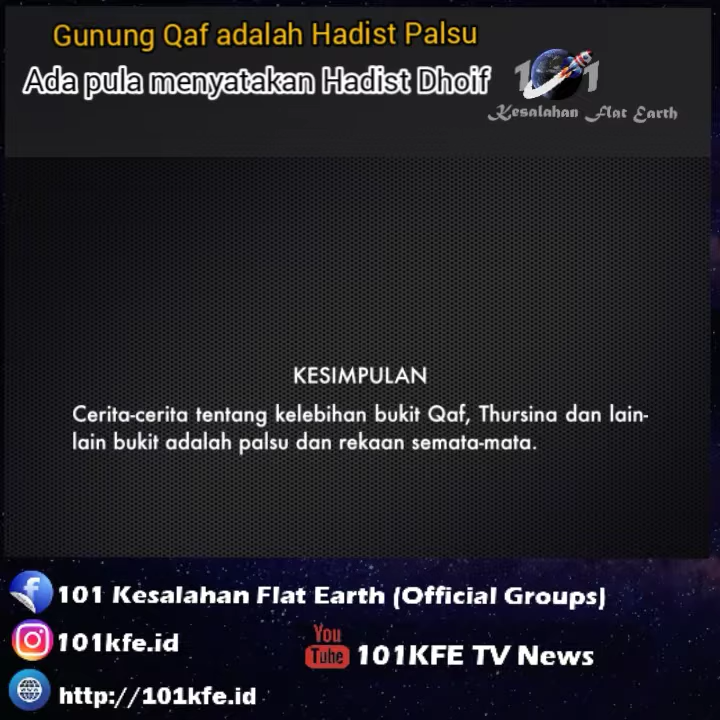 Gunung Qaf adalah Hadist Palsu
Ada pula menyatakan Hadist Dhoif
101
Kesalahan Flat Earth
KESIMPULAN
Cerita-cerita tentang kelebihan bukit Qaf, Thursina dan lain-
lain bukit adalah palsu dan rekaan semata-mata.
101 Kesalahan Flat Earth (Official Groups)
101kfe.id
You
Tube 101KFE TV News
http://101kfe.id